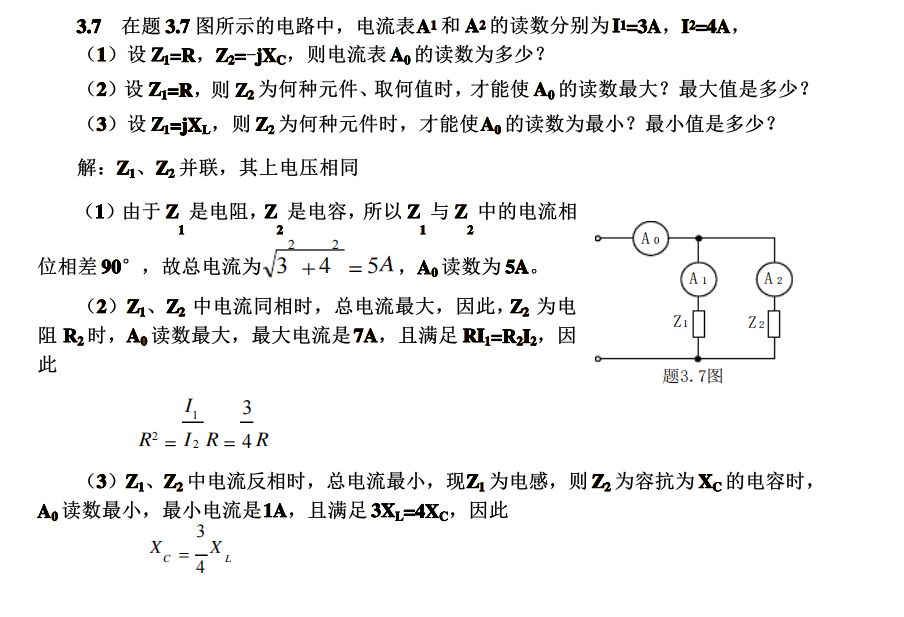 3.7 在题 3.7 图所示的电路中，电流表A1 和 A2 的读数分别为I1=3A，I2=4A，
（1）设 Z1=R，Z2=-jXC，则电流表 A0 的读数为多少？
（2）设 Z1=R，则 Z2 为何种元件、取何值时，才能使 A0 的读数最大？最大值是多少？
（3）设 Z1=jXL，则 Z2 为何种元件时，才能使A0 的读数为最小？最小值是多少？
解：Z1、Z2 并联，其上电压相同
（1）由于 Z1 是电阻，Z2 是电容，所以 Z1 与 Z2 中的电流相
位相差 90°，故总电流为√3² + 4² = 5A，A0 读数为 5A。
（2）Z1、Z2 中电流同相时，总电流最大，因此，Z2 为电
阻 R2 时，A0 读数最大，最大电流是 7A，且满足 RI1=R2I2，因
此
R² = I1/I2 R = 3/4 R
（3）Z1、Z2 中电流反相时，总电流最小，现Z1 为电感，则 Z2 为容抗为 XC 的电容时，
A0 读数最小，最小电流是1A，且满足 3XL=4XC，因此
XC = 3/4 XL
A0
A1
A2
Z1
Z2
题3.7图